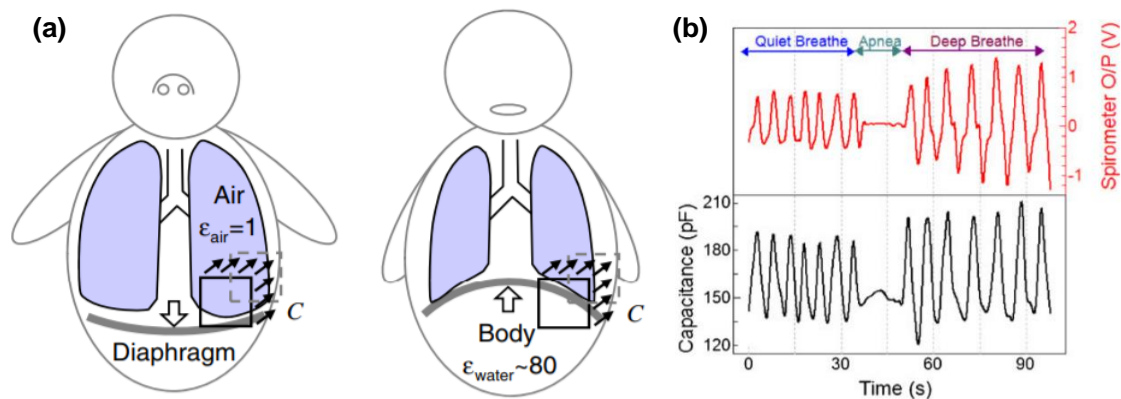 (a)
Air
εair=1
C
Diaphragm
C
Body
εwater~80
(b)
Quiet Breathe Apnea Deep Breathe
2
1
0
-1
Spirometer O/P (V)
210
180
150
120
Capacitance (pF)
0 30 60 90
Time (s)